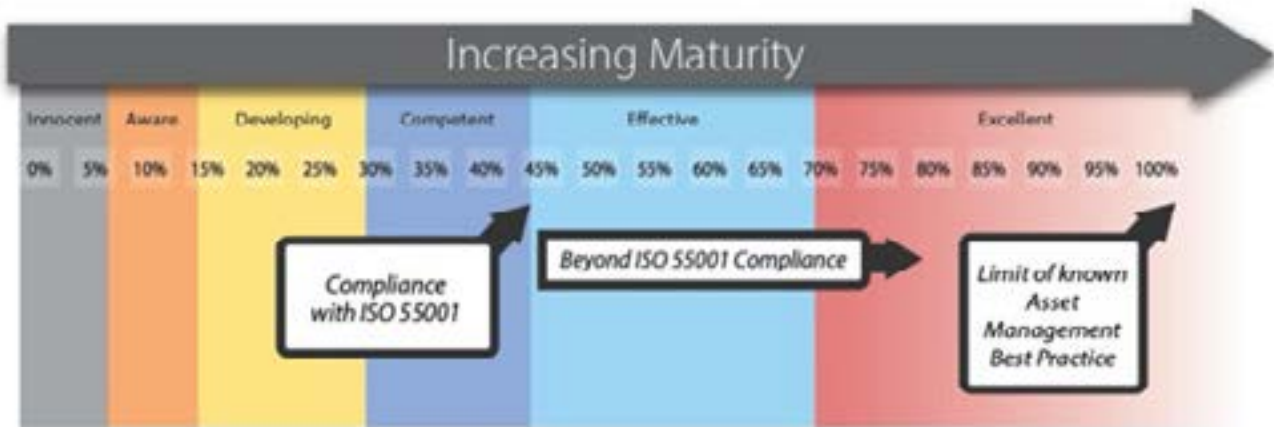 Increasing Maturity
Innocent Aware Developing Competent Effective Excellent
0% 5% 10% 15% 20% 25% 30% 35% 40% 45% 50% 55% 60% 65% 70% 75% 80% 85% 90% 95% 100%
Compliance
with ISO 55001
Beyond ISO 55001 Compliance
Limit of known
Asset
Management
Best Practice